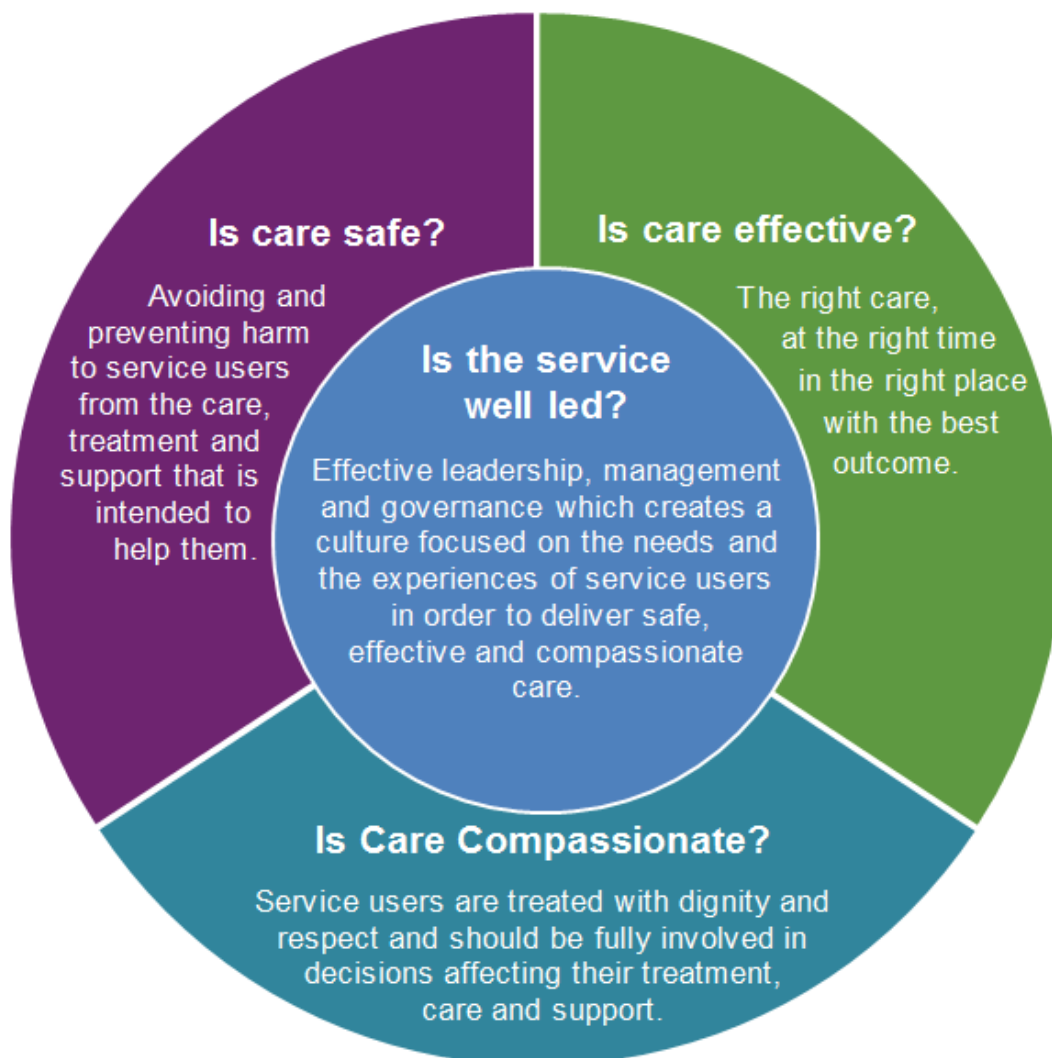 Is care safe?
Avoiding and
preventing harm
to service users
from the care,
treatment and
support that is
intended to
help them.
Is care effective?
The right care,
at the right time
in the right place
with the best
outcome.
Is the service
well led?
Effective leadership, management
and governance which creates a
culture focused on the needs and
the experiences of service users
in order to deliver safe,
effective and compassionate
care.
Is Care Compassionate?
Service users are treated with dignity and
respect and should be fully involved in
decisions affecting their treatment,
care and support.